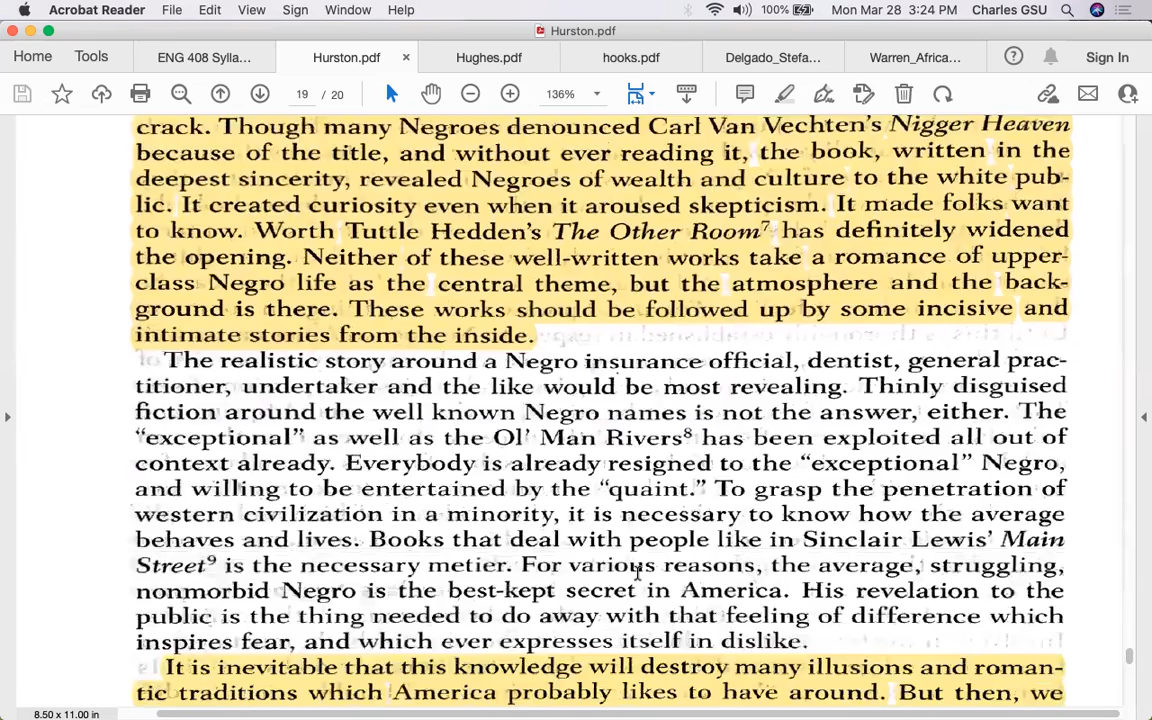 Acrobat Reader File Edit View Sign Window Help 100% Mon Mar 28 3:24 PM Charles GSU
Hurston.pdf
Home Tools ENG 408 Sylla... Hurston.pdf × Hughes.pdf hooks.pdf Delgado_Stefa... Warren_Africa... Sign In
19 / 20 136%
crack. Though many Negroes denounced Carl Van Vechten's Nigger Heaven
because of the title, and without ever reading it, the book, written in the
deepest sincerity, revealed Negroes of wealth and culture to the white pub-
lic. It created curiosity even when it aroused skepticism. It made folks want
to know. Worth Tuttle Hedden's The Other Room⁷ has definitely widened
the opening. Neither of these well-written works take a romance of upper-
class Negro life as the central theme, but the atmosphere and the back-
ground is there. These works should be followed up by some incisive and
intimate stories from the inside.
The realistic story around a Negro insurance official, dentist, general prac-
titioner, undertaker and the like would be most revealing. Thinly disguised
fiction around the well known Negro names is not the answer, either. The
"exceptional" as well as the Ol' Man Rivers⁸ has been exploited all out of
context already. Everybody is already resigned to the "exceptional" Negro,
and willing to be entertained by the "quaint." To grasp the penetration of
western civilization in a minority, it is necessary to know how the average
behaves and lives. Books that deal with people like in Sinclair Lewis' Main
Street⁹ is the necessary metier. For various reasons, the average, struggling,
nonmorbid Negro is the best-kept secret in America. His revelation to the
public is the thing needed to do away with that feeling of difference which
inspires fear, and which ever expresses itself in dislike.
It is inevitable that this knowledge will destroy many illusions and roman-
tic traditions which America probably likes to have around. But then, we
8.50 x 11.00 in